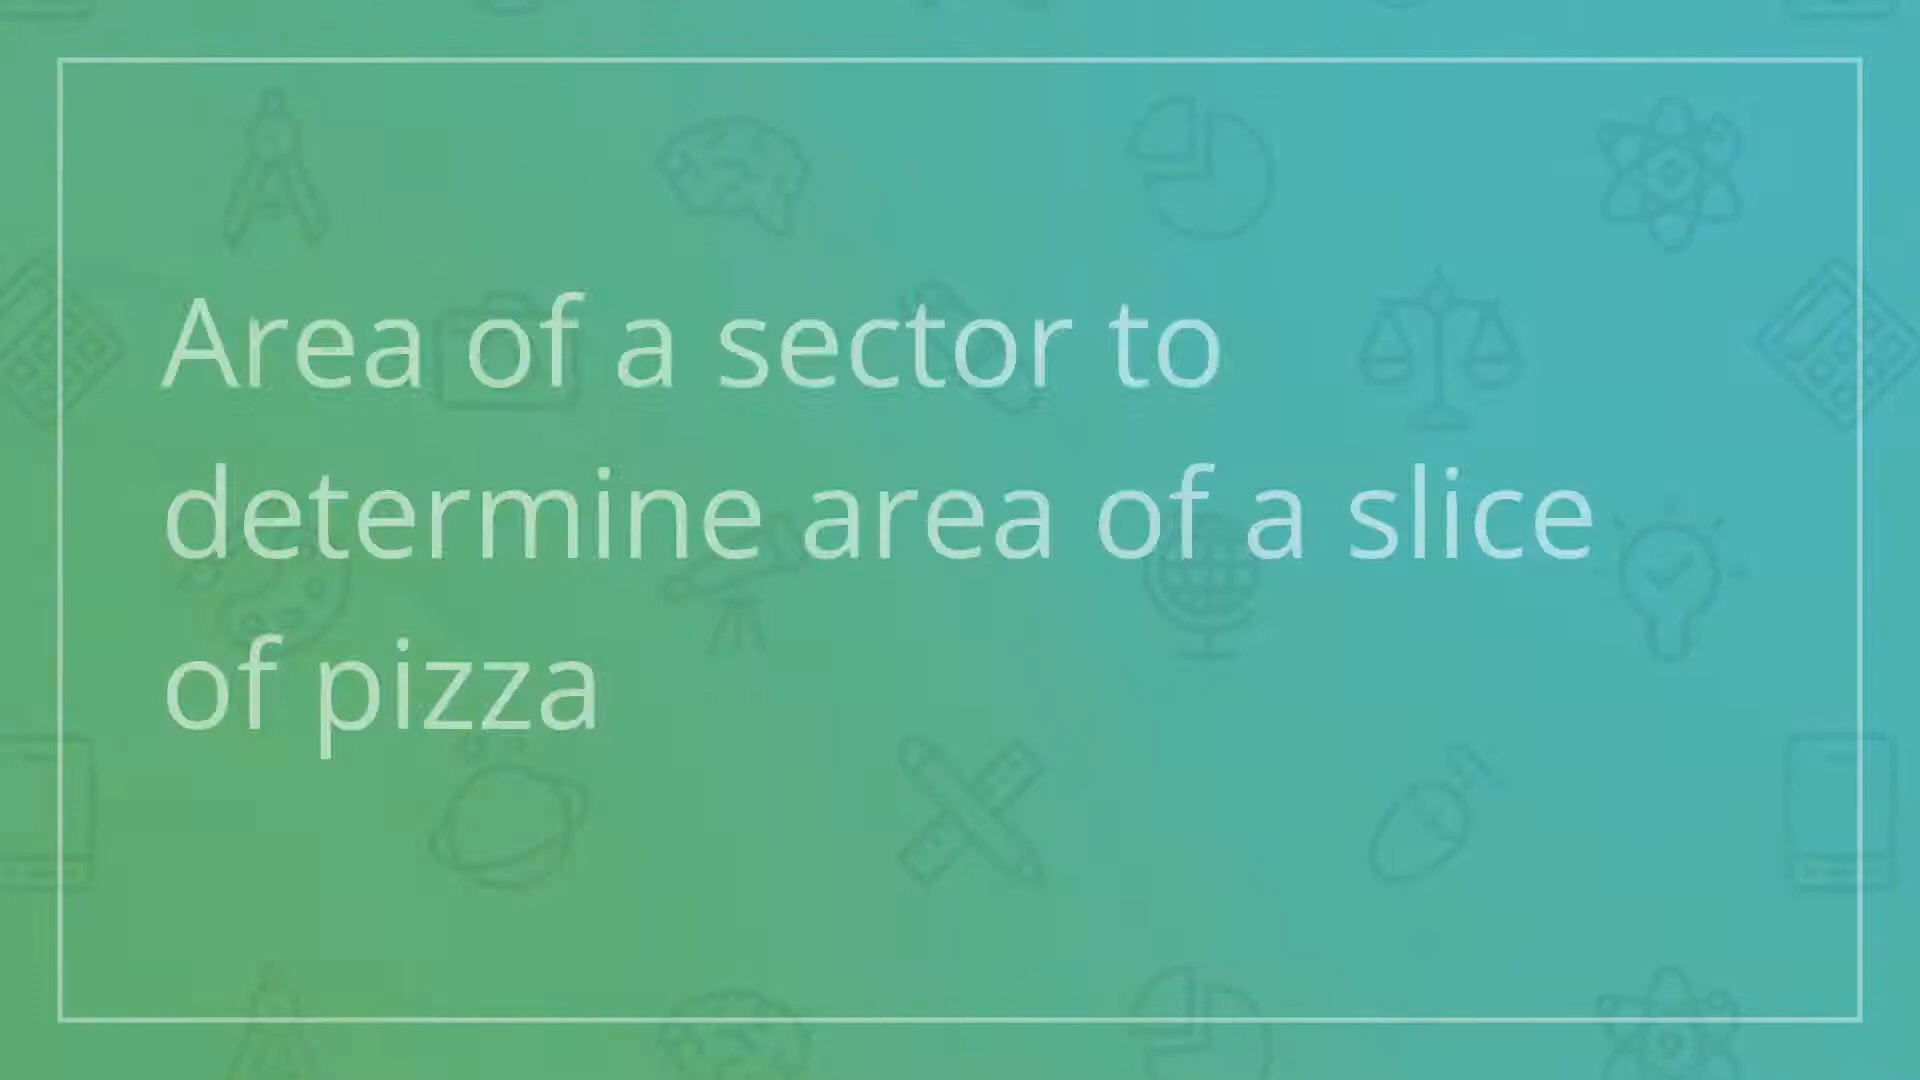 Area of a sector to
determine area of a slice
of pizza